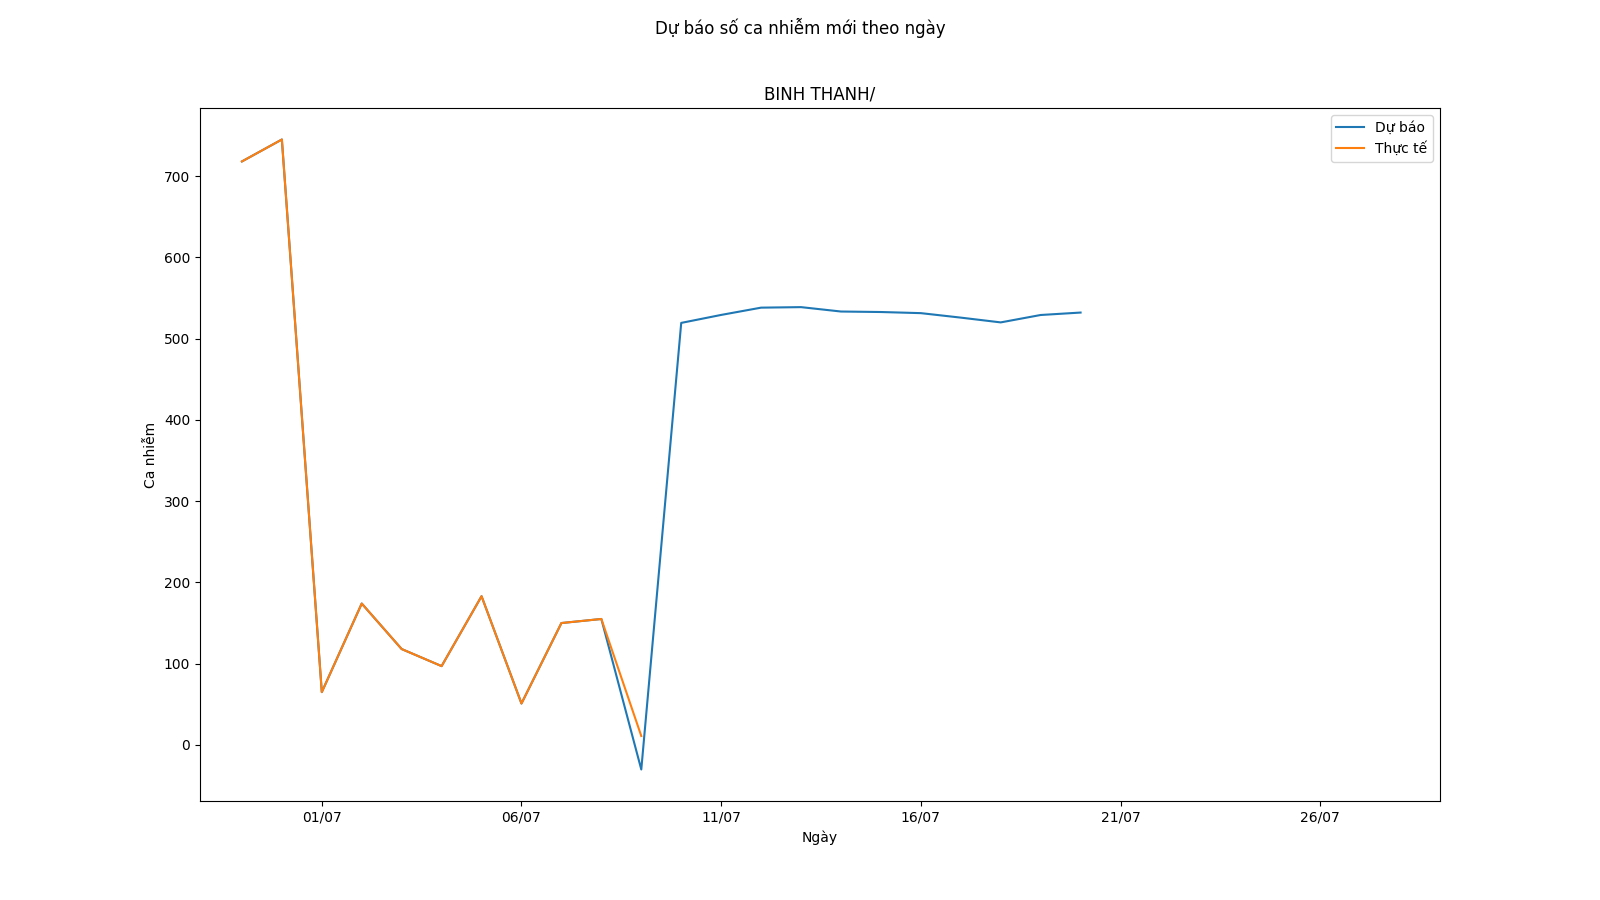 Dự báo số ca nhiễm mới theo ngày
BINH THANH/
Dự báo
Thực tế
700
600
500
400
300
200
100
0
Ca nhiễm
01/07
06/07
11/07
16/07
21/07
26/07
Ngày